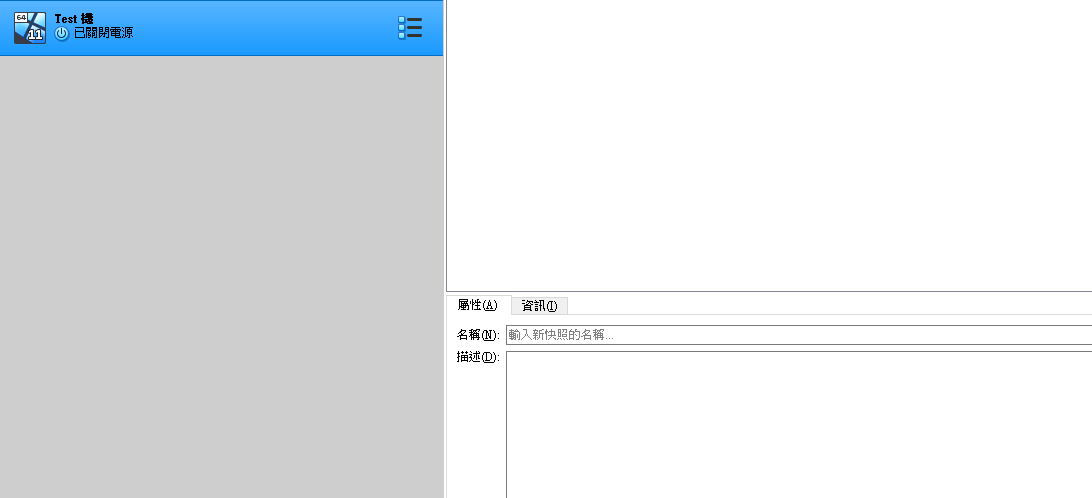 64
11
Test 機
已關閉電源
屬性(A)
資訊(I)
名稱(N):
輸入新快照的名稱...
描述(D):